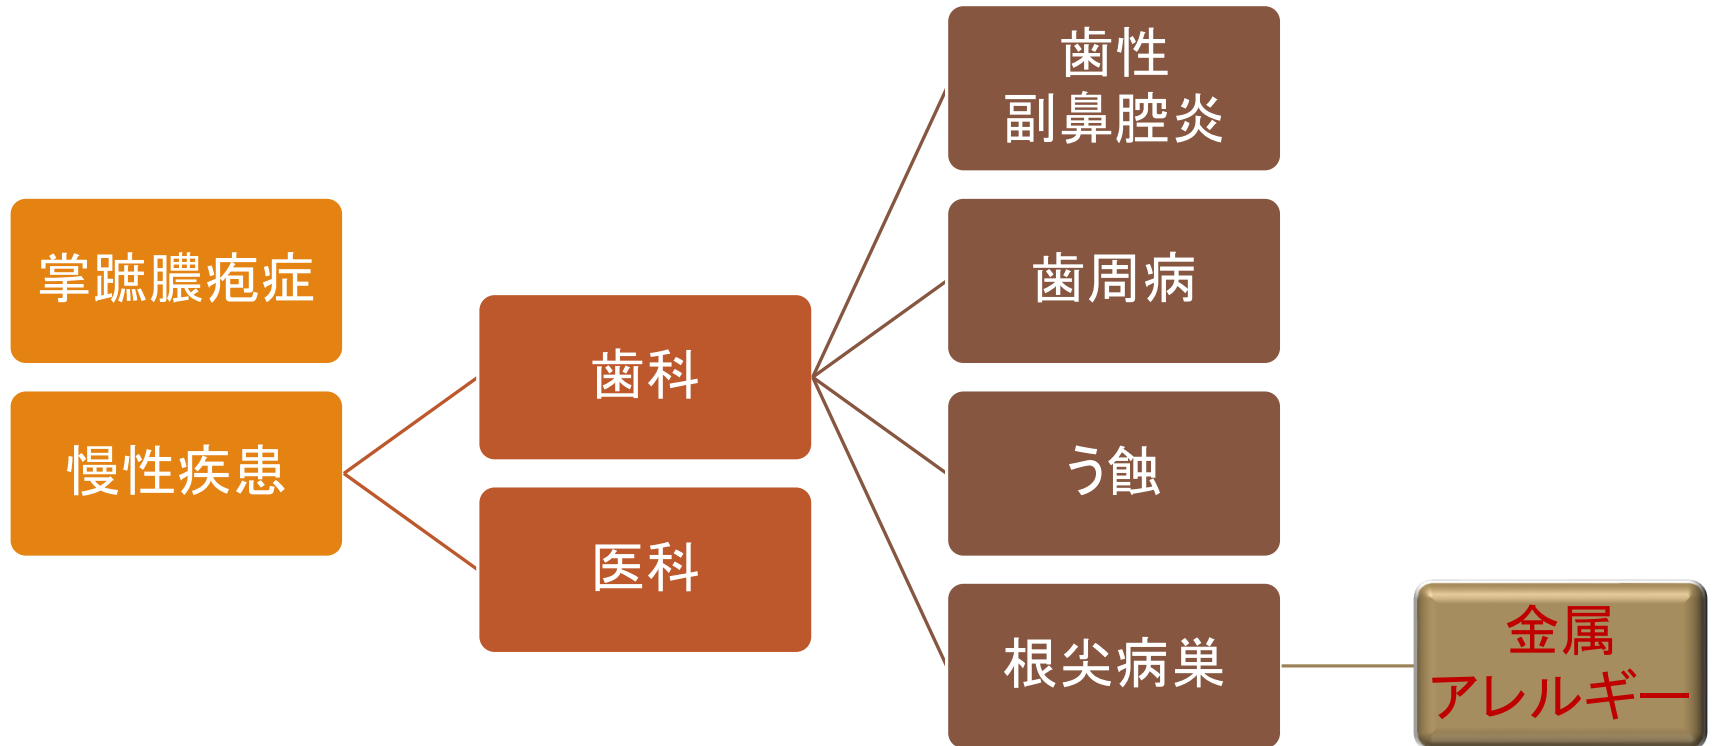 掌蹠膿疱症
慢性疾患
歯科
医科
歯性
副鼻腔炎
歯周病
う蝕
根尖病巣
金属
アレルギー